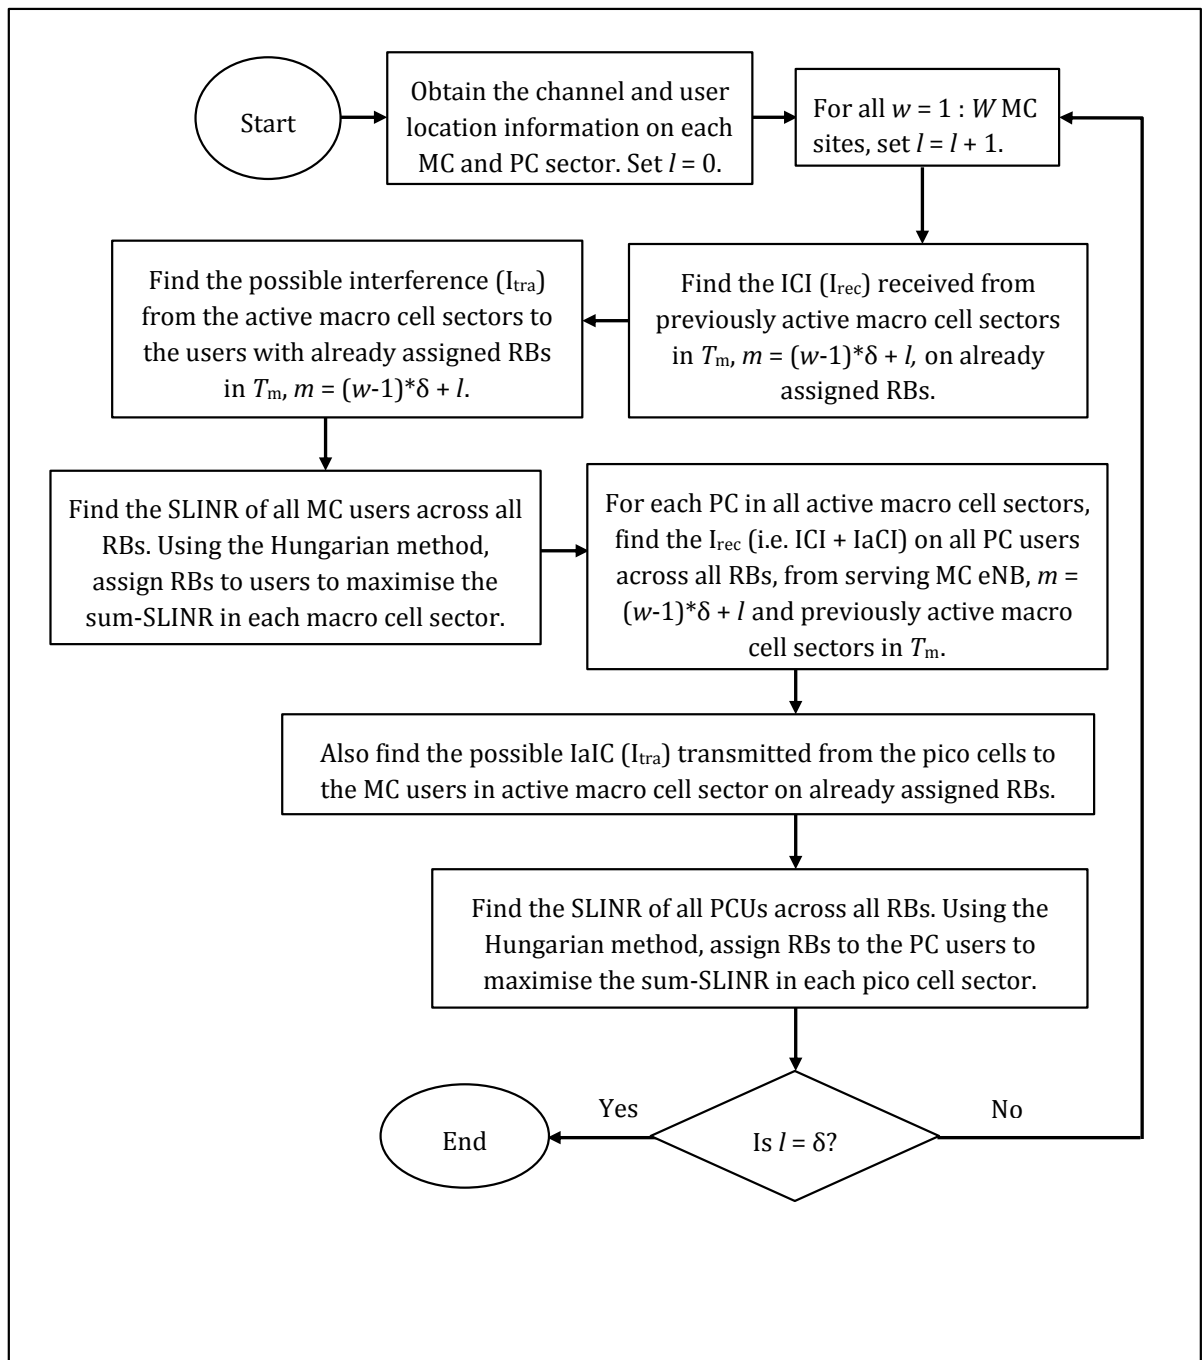 Start
Obtain the channel and user
location information on each
MC and PC sector. Set l = 0.
For all w = 1 : W MC
sites, set l = l + 1.
Find the ICI (Irec) received from
previously active macro cell sectors
in Tm, m = (w-1)*δ + l, on already
assigned RBs.
Find the possible interference (Itra)
from the active macro cell sectors to
the users with already assigned RBs
in Tm, m = (w-1)*δ + l.
Find the SLINR of all MC users across all
RBs. Using the Hungarian method,
assign RBs to users to maximise the
sum-SLINR in each macro cell sector.
For each PC in all active macro cell sectors,
find the Irec (i.e. ICI + IaCI) on all PC users
across all RBs, from serving MC eNB, m =
(w-1)*δ + l and previously active macro
cell sectors in Tm.
Also find the possible IaIC (Itra) transmitted from the pico cells to
the MC users in active macro cell sector on already assigned RBs.
Find the SLINR of all PCUs across all RBs. Using the
Hungarian method, assign RBs to the PC users to
maximise the sum-SLINR in each pico cell sector.
Is l = δ?
Yes
No
End